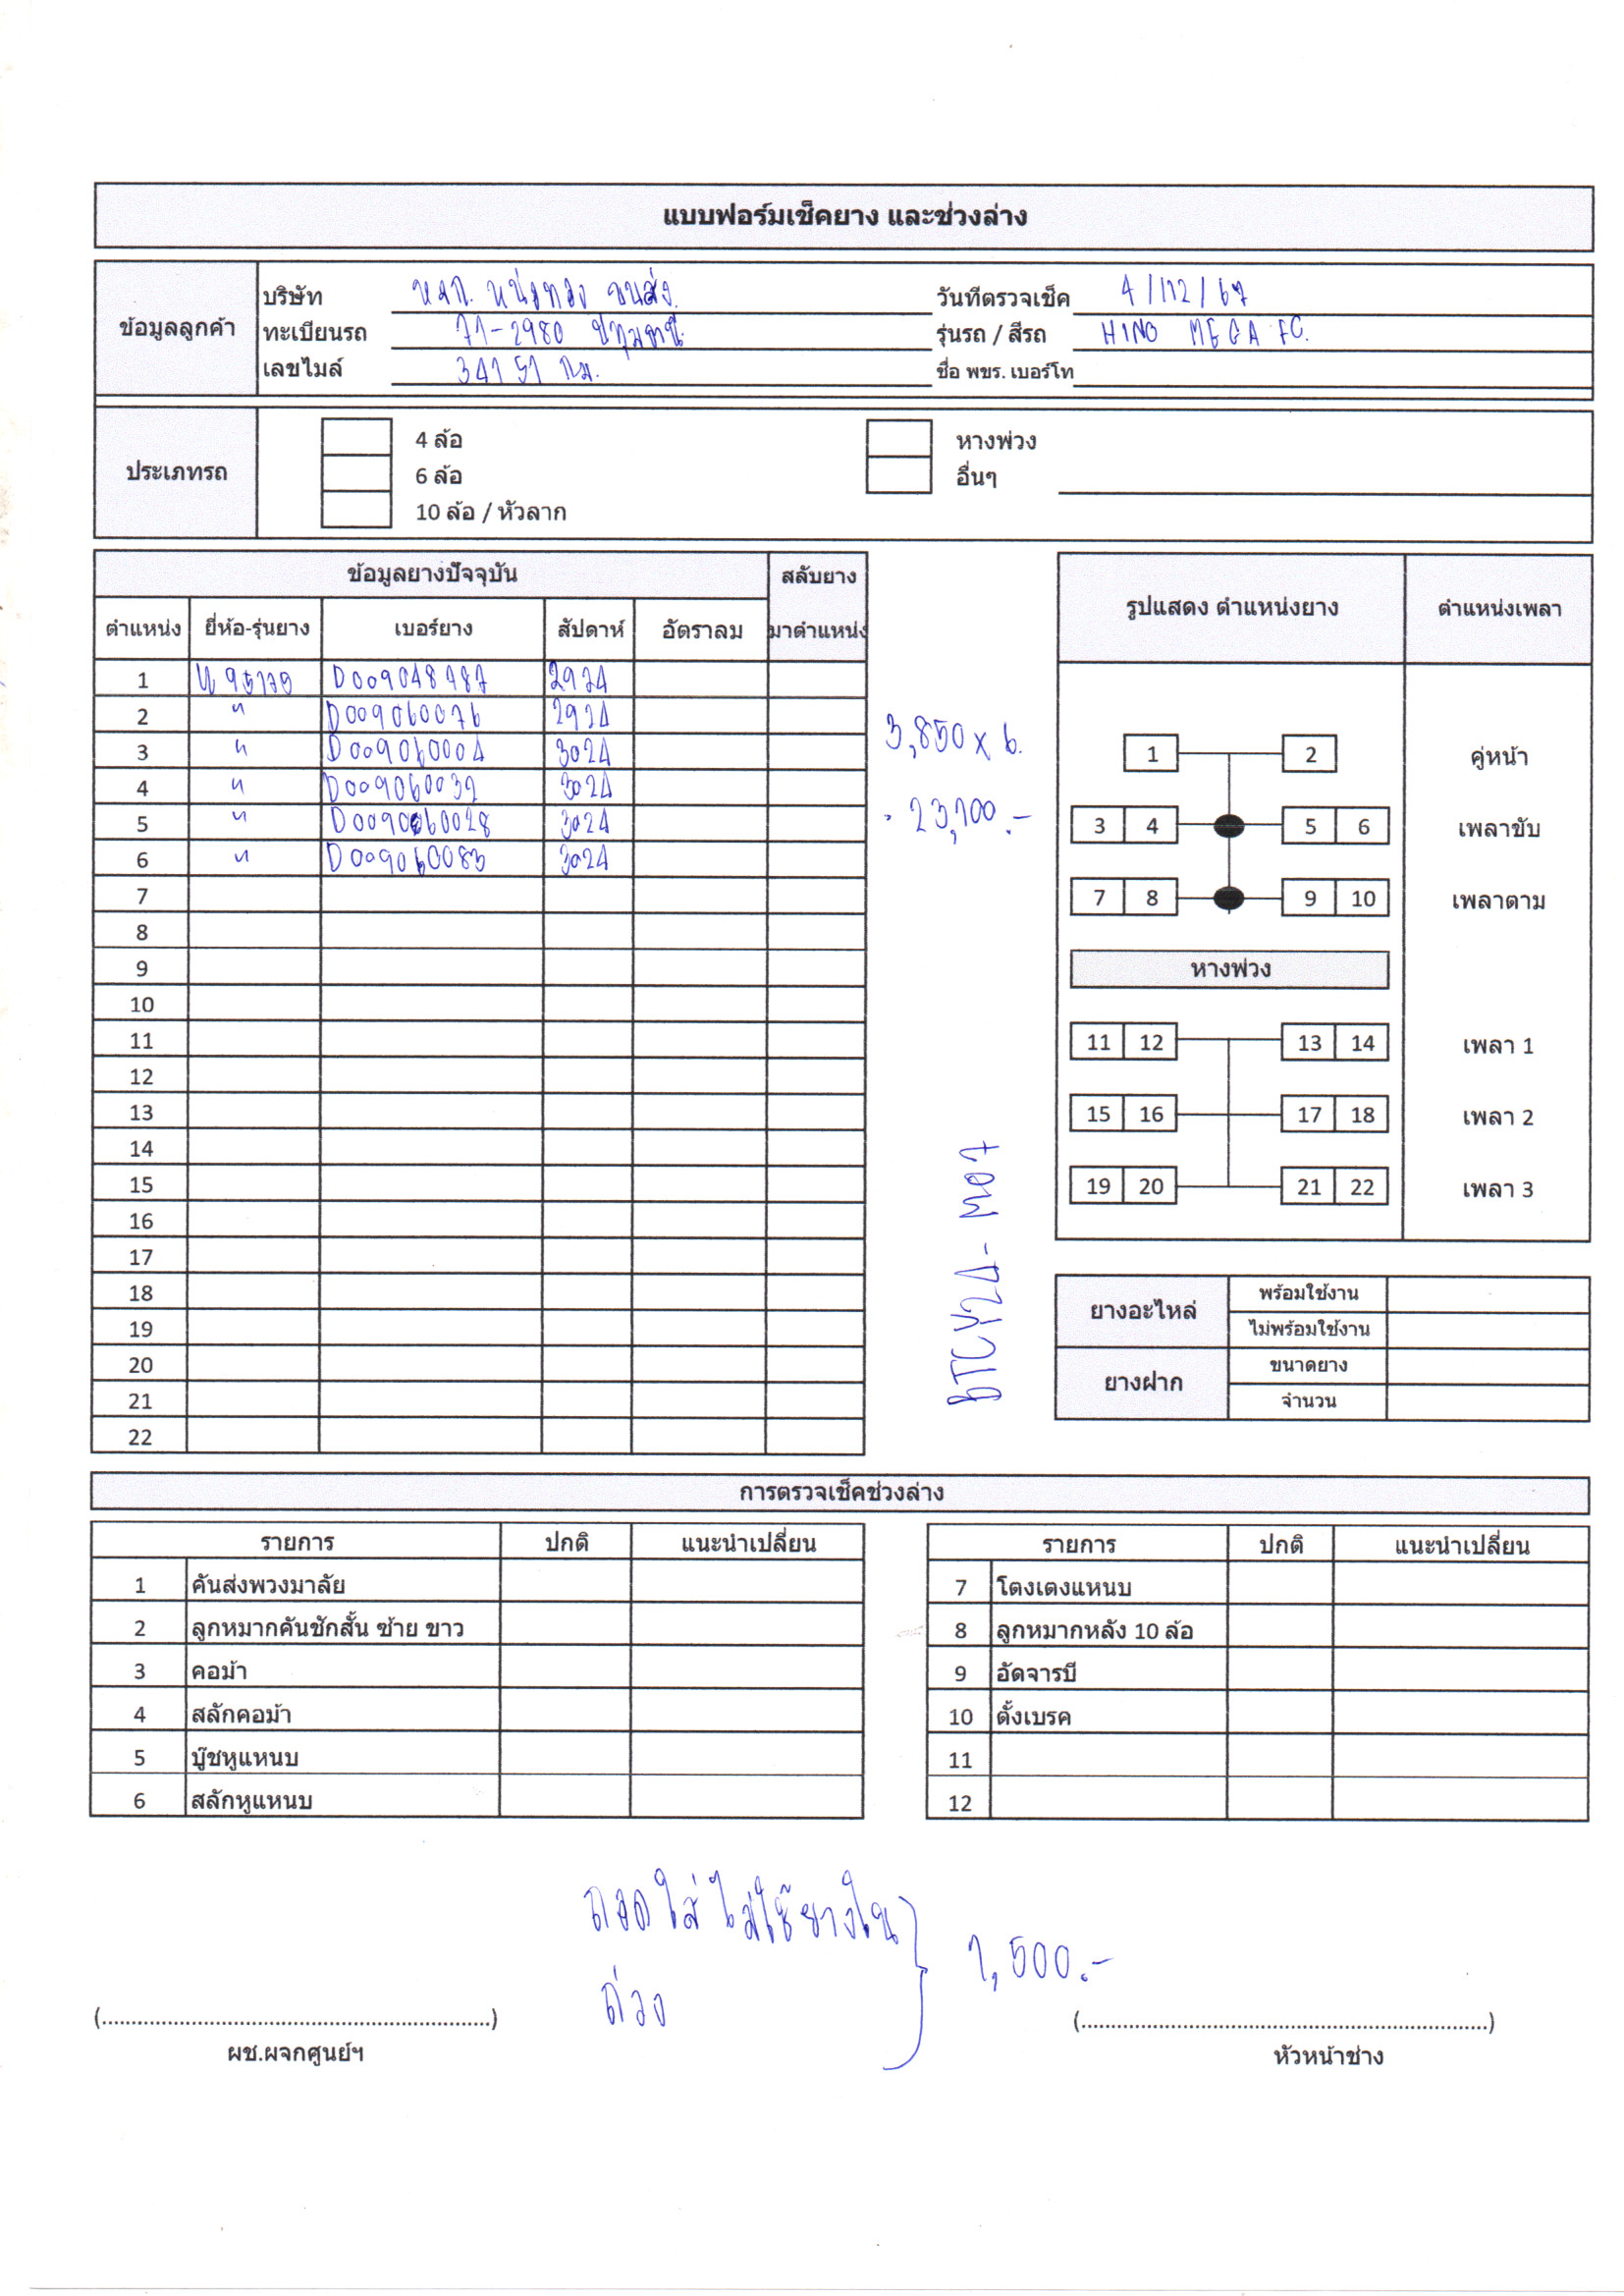 แบบฟอร์มเช็คยาง และช่วงล่าง
ข้อมูลลูกค้า
บริษัท หจก. หน่อทอง ขนส่ง
วันที่ตรวจเช็ค 4/12/67
ทะเบียนรถ 71-2980 ปทุมธานี
รุ่นรถ / สีรถ HINO MEGA FC.
เลขไมล์ 34151 กม.
ชื่อ พขร. เบอร์โท
ประเภทรถ
4 ล้อ
หางพ่วง
6 ล้อ
อื่นๆ
10 ล้อ / หัวลาก
ข้อมูลยางปัจจุบัน สลับยาง
ตำแหน่ง ยี่ห้อ-รุ่นยาง เบอร์ยาง สัปดาห์ อัตราลม มาตำแหน่ง
1 D009048987 2924
2 " D009060076 2924
3 " D009060004 3024
4 " D009060032 3024
5 " D009060028 3024
6 " D009060083 3024
7
8
9
10
11
12
13
14
15
16
17
18
19
20
21
22
3,850 x 6.
23,100.-
BTCY24-M07
รูปแสดง ตำแหน่งยาง ตำแหน่งเพลา
1 2 คู่หน้า
3 4 5 6 เพลาขับ
7 8 9 10 เพลาตาม
หางพ่วง
11 12 13 14 เพลา 1
15 16 17 18 เพลา 2
19 20 21 22 เพลา 3
ยางอะไหล่ พร้อมใช้งาน
ไม่พร้อมใช้งาน
ยางฝาก ขนาดยาง
จำนวน
การตรวจเช็คช่วงล่าง
รายการ ปกติ แนะนำเปลี่ยน
1 คันส่งพวงมาลัย
2 ลูกหมากคันชักสั้น ซ้าย ขาว
3 คอม้า
4 สลักคอม้า
5 บู๊ชหูแหนบ
6 สลักหูแหนบ
รายการ ปกติ แนะนำเปลี่ยน
7 โตงเตงแหนบ
8 ลูกหมากหลัง 10 ล้อ
9 อัดจารบี
10 ตั้งเบรค
11
12
ถอดใส่ ไม่ใช้ยางใน
ถ่วง
1,500.-
(..................................................................)
ผช.ผจกศูนย์ฯ
(......................................................................)
หัวหน้าช่าง